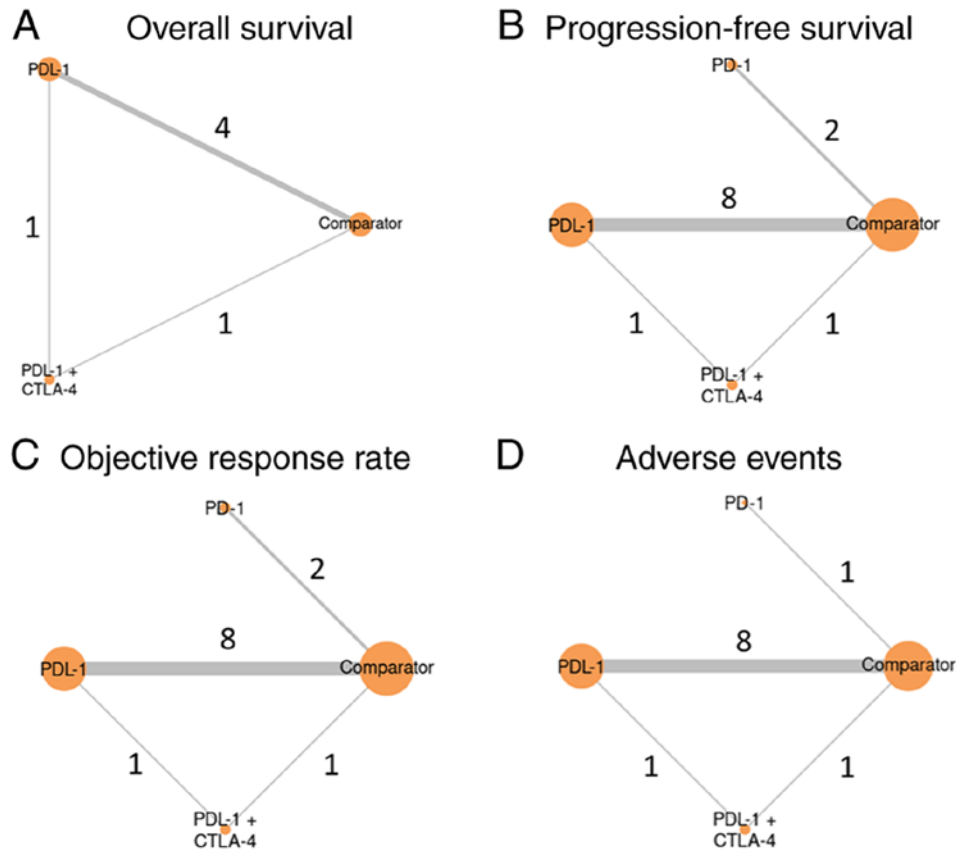 A Overall survival
PDL-1
4
Comparator
1
1
PDL-1 +
CTLA-4
B Progression-free survival
PD-1
2
8
PDL-1
Comparator
1
1
PDL-1 +
CTLA-4
C Objective response rate
PD-1
2
8
PDL-1
Comparator
1
1
PDL-1 +
CTLA-4
D Adverse events
PD-1
1
8
PDL-1
Comparator
1
1
PDL-1 +
CTLA-4